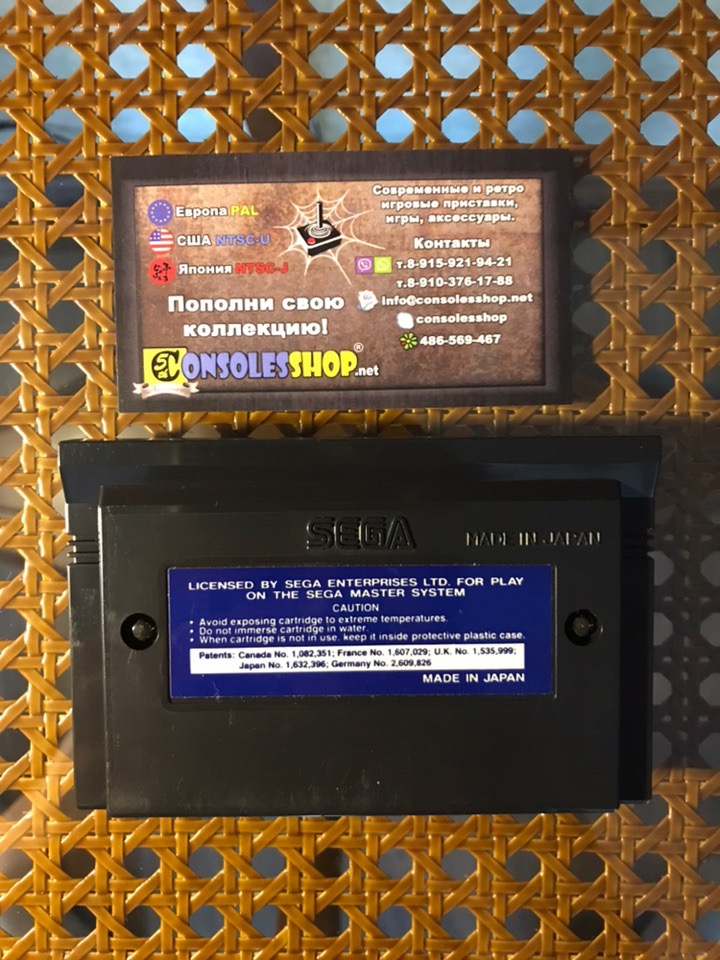 Современные и ретро
игровые приставки,
игры, аксессуары.
Европа PAL
США NTSC-U
Япония NTSC-J
Контакты
т.8-915-921-94-21
т.8-910-376-17-88
info@consolesshop.net
consolesshop
486-569-467
Пополни свою
коллекцию!
CONSOLESSHOP.net®
SEGA
MADE IN JAPAN
LICENSED BY SEGA ENTERPRISES LTD. FOR PLAY
ON THE SEGA MASTER SYSTEM
CAUTION
• Avoid exposing cartridge to extreme temperatures.
• Do not immerse cartridge in water.
• When cartridge is not in use, keep it inside protective plastic case.
Patents: Canada No. 1,082,351; France No. 1,607,029; U.K. No. 1,535,999;
Japan No. 1,632,396; Germany No. 2,609,826
MADE IN JAPAN